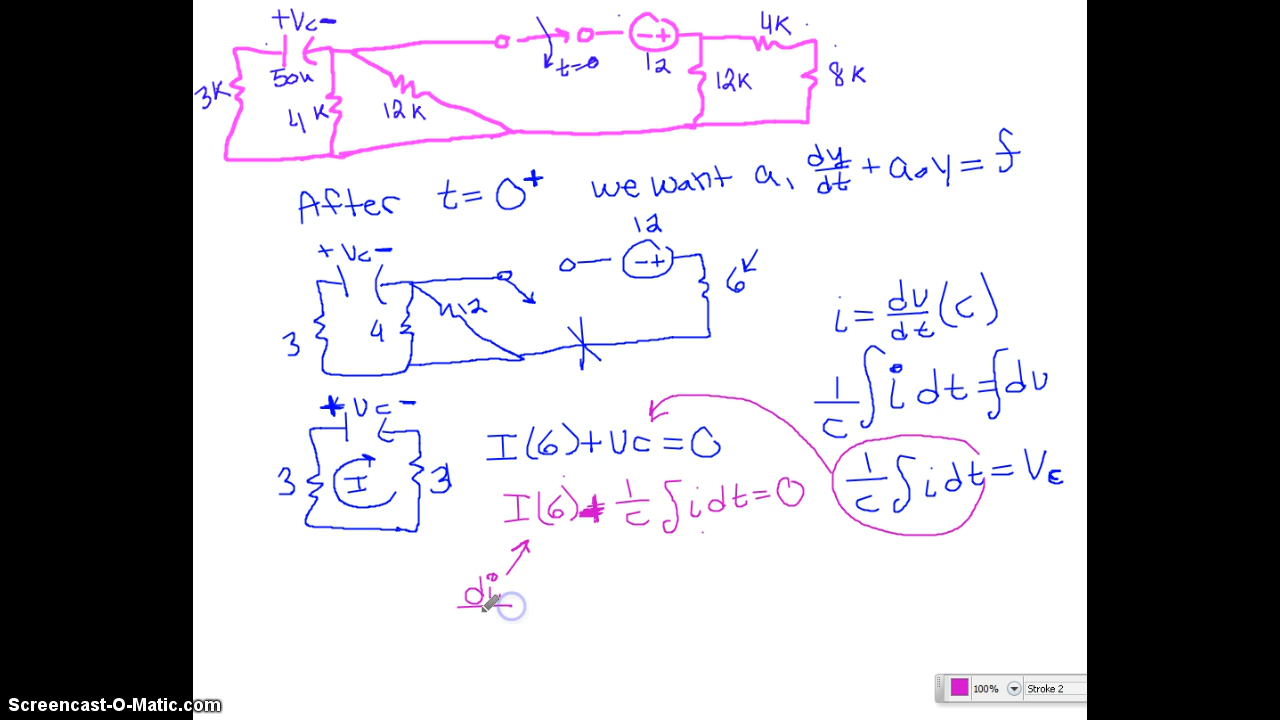 +Vc−
3K
50u
4K
12K
t=0
− +
12
12K
4K
8K
After t = 0⁺ we want a₁ dy/dt + a₀y = f
+ Vc −
3
4
12
12
− +
6
i = dv/dt (c)
1/c ∫ i dt = ∫ dv
1/c ∫ i dt = Vc
+ Vc −
3
I
3
I(6) + Vc = 0
I(6) + 1/c ∫ i dt = 0
di
100%
Stroke 2
Screencast-O-Matic.com